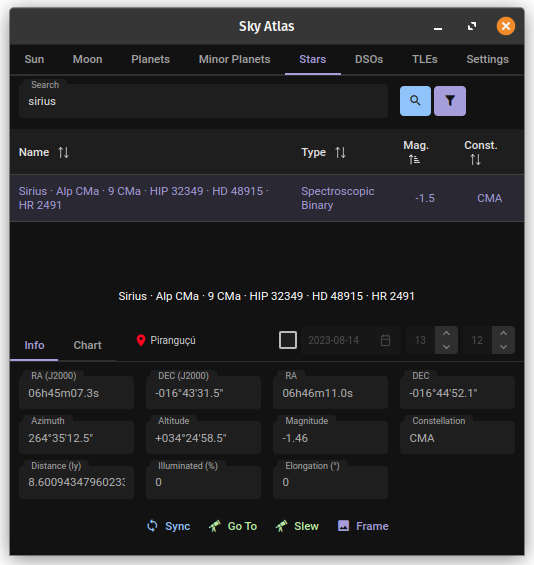 Sky Atlas
Sun Moon Planets Minor Planets Stars DSOs TLEs Settings
Search
sirius
Name Type Mag. Const.
Sirius · Alp CMa · 9 CMa · HIP 32349 · HD 48915 · HR 2491 Spectroscopic Binary -1.5 CMA
Sirius · Alp CMa · 9 CMa · HIP 32349 · HD 48915 · HR 2491
Info Chart Piranguçú 2023-08-14 13 12
RA (J2000) DEC (J2000) RA DEC
06h45m07.3s -016°43'31.5" 06h46m11.0s -016°44'52.1"
Azimuth Altitude Magnitude Constellation
264°35'12.5" +034°24'58.5" -1.46 CMA
Distance (ly) Illuminated (%) Elongation (°)
8.60094347960233 0 0
Sync Go To Slew Frame